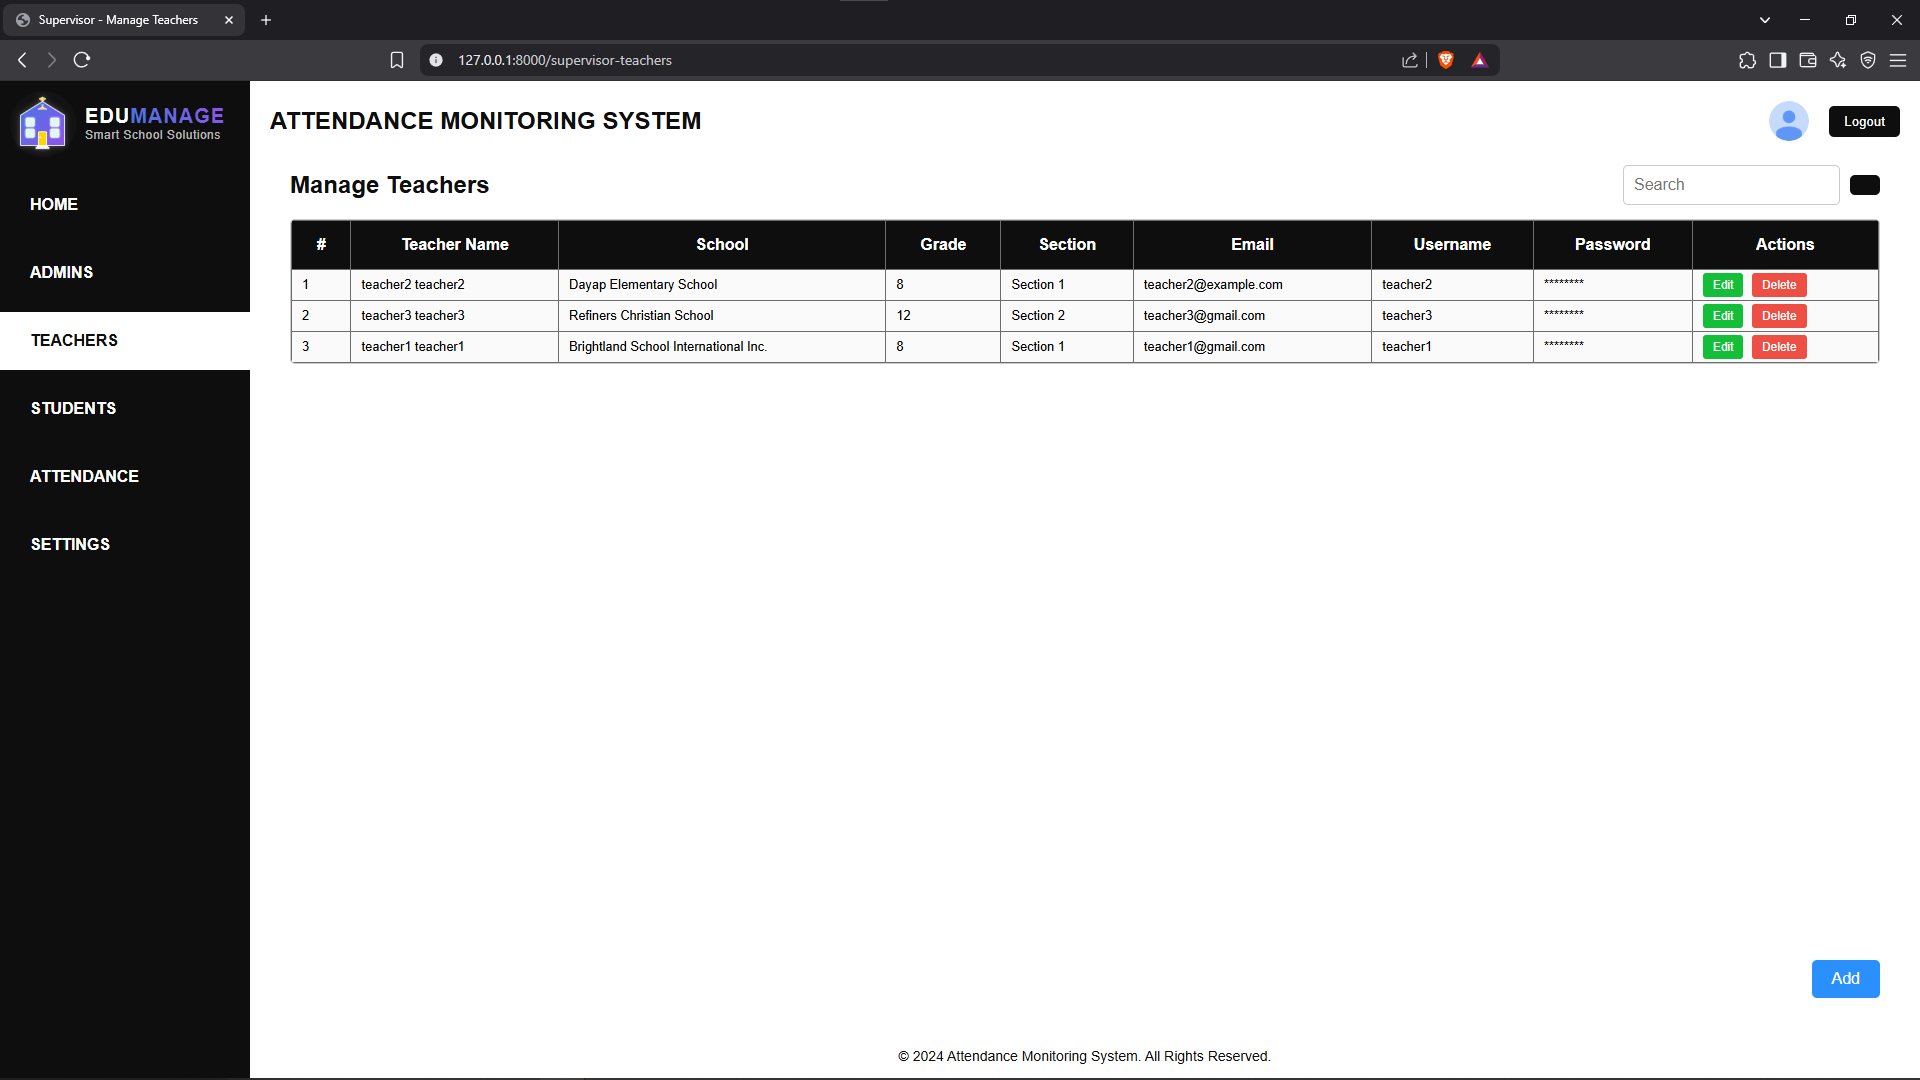 Supervisor - Manage Teachers
127.0.0.1:8000/supervisor-teachers
EDUMANAGE
Smart School Solutions
ATTENDANCE MONITORING SYSTEM
Logout
HOME
ADMINS
TEACHERS
STUDENTS
ATTENDANCE
SETTINGS
Manage Teachers
Search
# Teacher Name School Grade Section Email Username Password Actions
1 teacher2 teacher2 Dayap Elementary School 8 Section 1 teacher2@example.com teacher2 ******** Edit Delete
2 teacher3 teacher3 Refiners Christian School 12 Section 2 teacher3@gmail.com teacher3 ******** Edit Delete
3 teacher1 teacher1 Brightland School International Inc. 8 Section 1 teacher1@gmail.com teacher1 ******** Edit Delete
Add
© 2024 Attendance Monitoring System. All Rights Reserved.